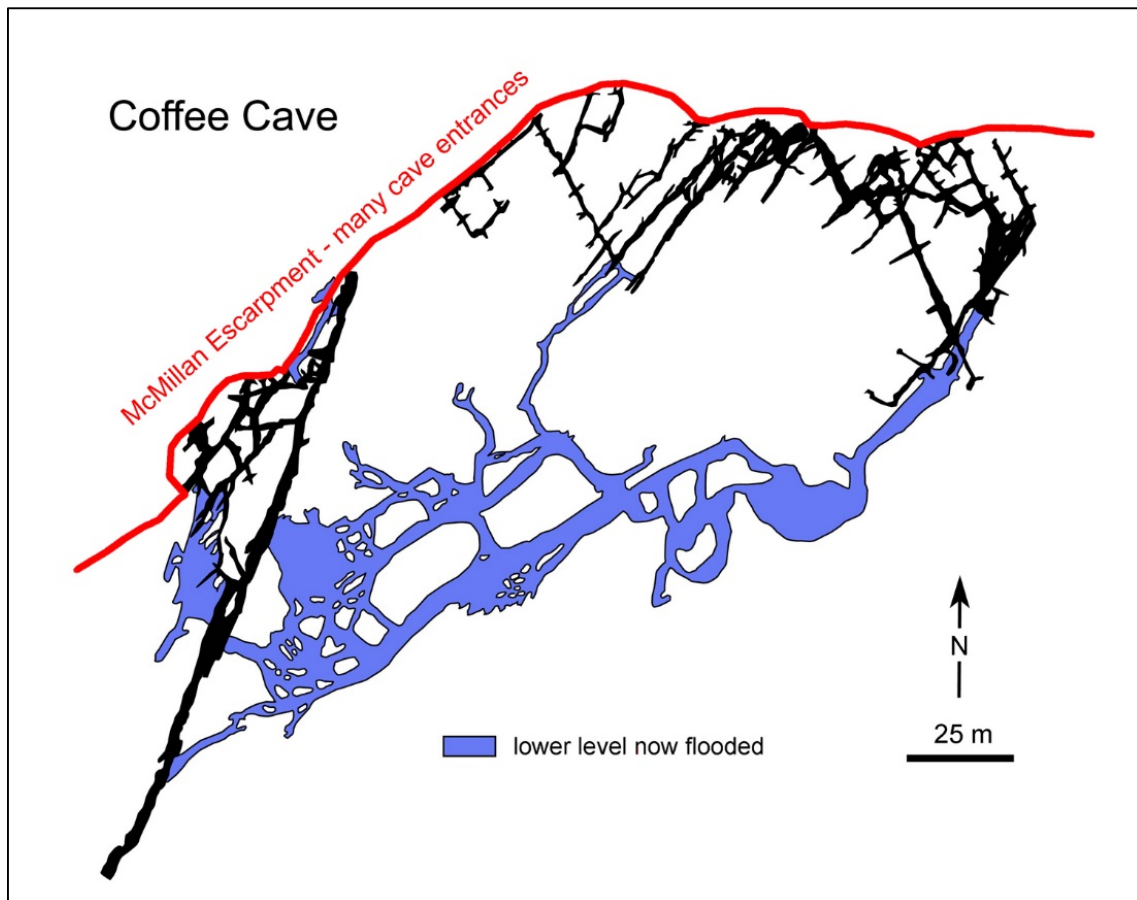 Coffee Cave
McMillan Escarpment - many cave entrances
N
25 m
lower level now flooded